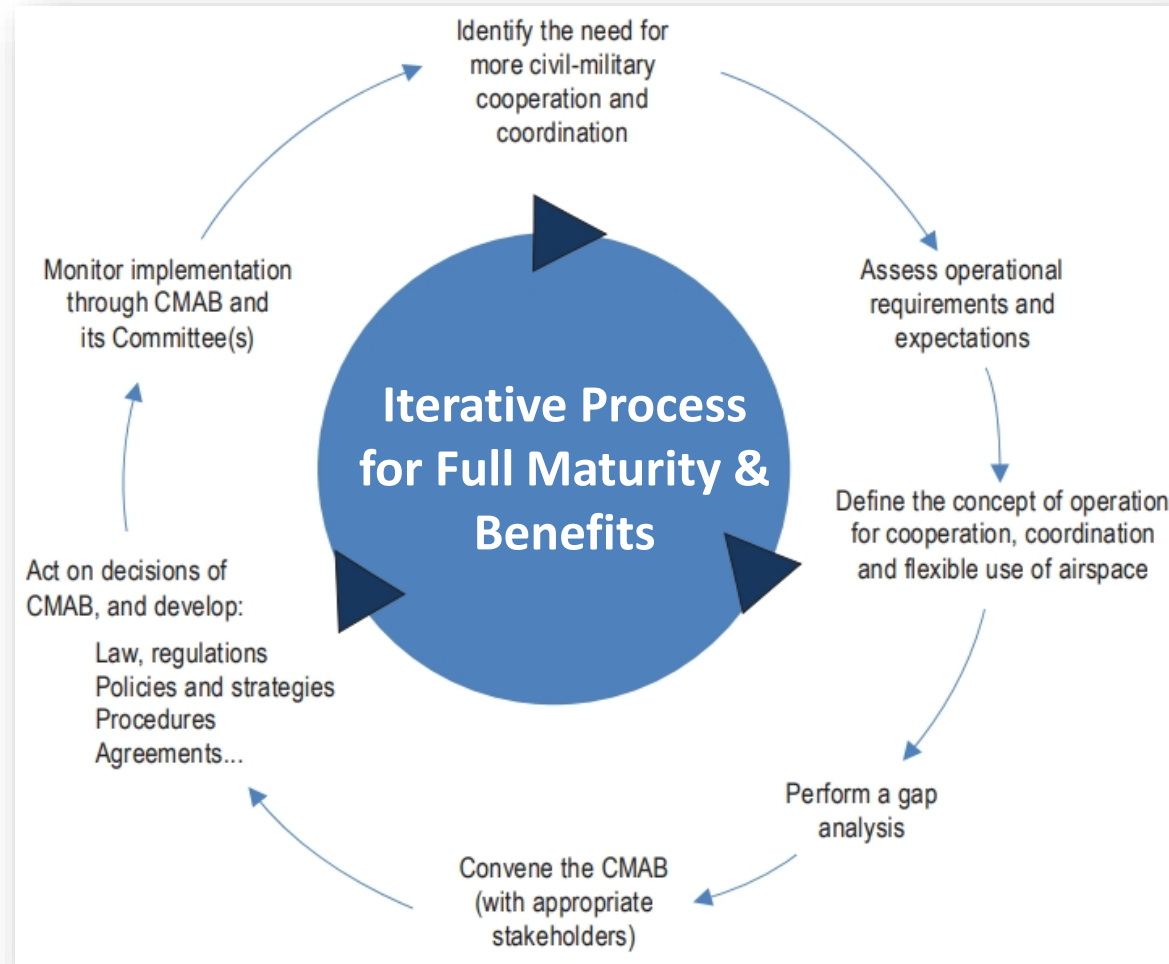 Identify the need for
more civil-military
cooperation and
coordination
Assess operational
requirements and
expectations
Define the concept of operation
for cooperation, coordination
and flexible use of airspace
Perform a gap
analysis
Convene the CMAB
(with appropriate
stakeholders)
Act on decisions of
CMAB, and develop:
Law, regulations
Policies and strategies
Procedures
Agreements...
Monitor implementation
through CMAB and
its Committee(s)
Iterative Process
for Full Maturity &
Benefits